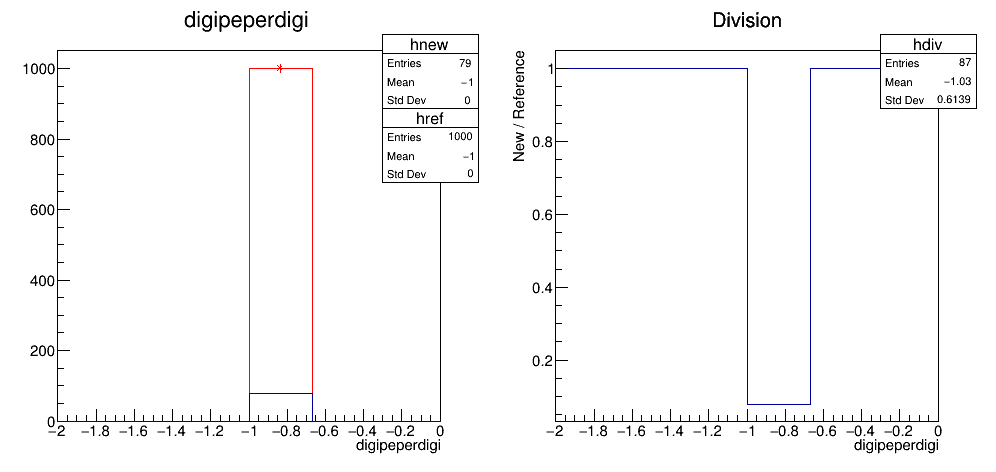 digipeperdigi
hnew
Entries 79
Mean −1
Std Dev 0
href
Entries 1000
Mean −1
Std Dev 0
1000
800
600
400
200
0
−2 −1.8 −1.6 −1.4 −1.2 −1 −0.8 −0.6 −0.4 −0.2 0
digipeperdigi
Division
hdiv
Entries 87
Mean −1.03
Std Dev 0.6139
New / Reference
1
0.8
0.6
0.4
0.2
−2 −1.8 −1.6 −1.4 −1.2 −1 −0.8 −0.6 −0.4 −0.2 0
digipeperdigi